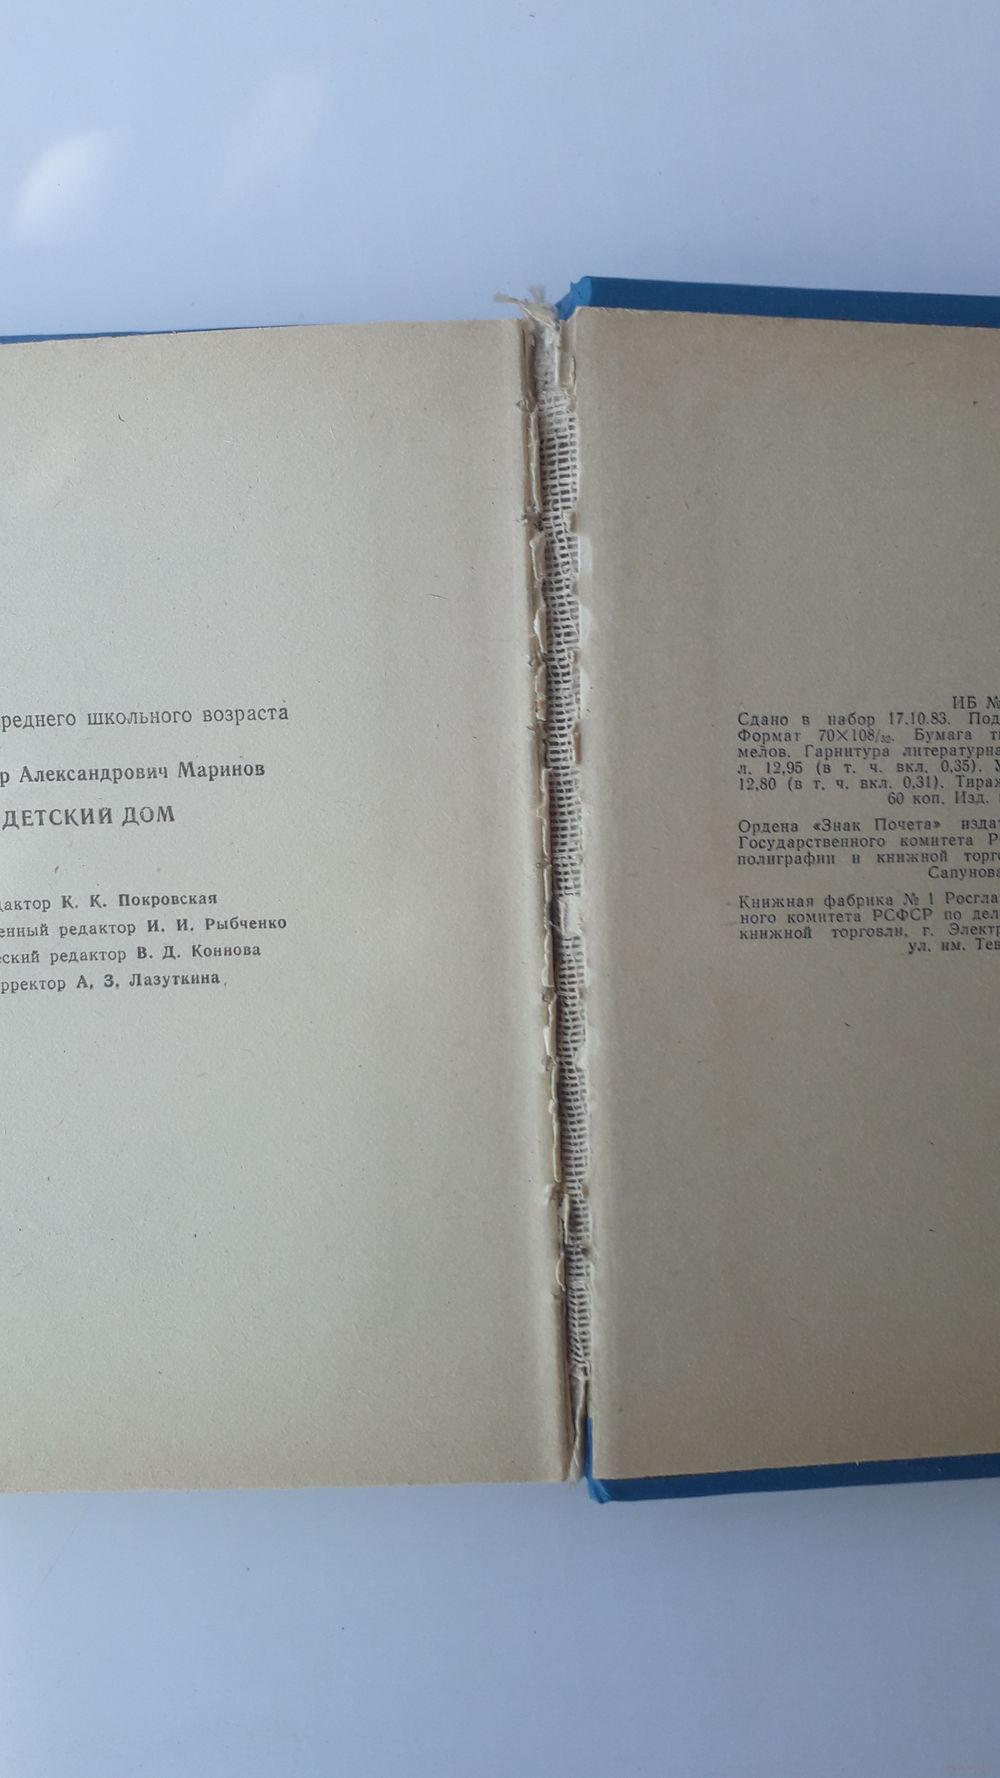 реднего школьного возраста
р Александрович Маринов
ДЕТСКИЙ ДОМ
дактор К. К. Покровская
енный редактор И. И. Рыбченко
еский редактор В. Д. Коннова
рректор А. З. Лазуткина
ИБ №
Сдано в набор 17.10.83. Под
Формат 70×108/32. Бумага ти
мелов. Гарнитура литературна
л. 12,95 (в т. ч. вкл. 0,35). У
12,80 (в т. ч. вкл. 0,31). Тираж
60 коп. Изд.
Ордена «Знак Почета» издат
Государственного комитета Р
полиграфии и книжной торго
Сапунова
Книжная фабрика № 1 Росгла
ного комитета РСФСР по дел
книжной торговли, г. Электр
ул. им. Тев